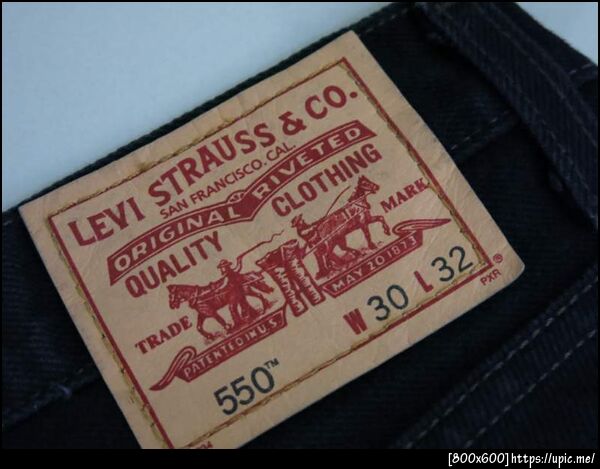 LEVI STRAUSS & CO.
SAN FRANCISCO. CAL.
ORIGINAL RIVETED
QUALITY CLOTHING
TRADE MARK
PATENTED IN U.S. MAY 20 1873
550™ W 30 L 32
PXR®
[800x600]https://upic.me/